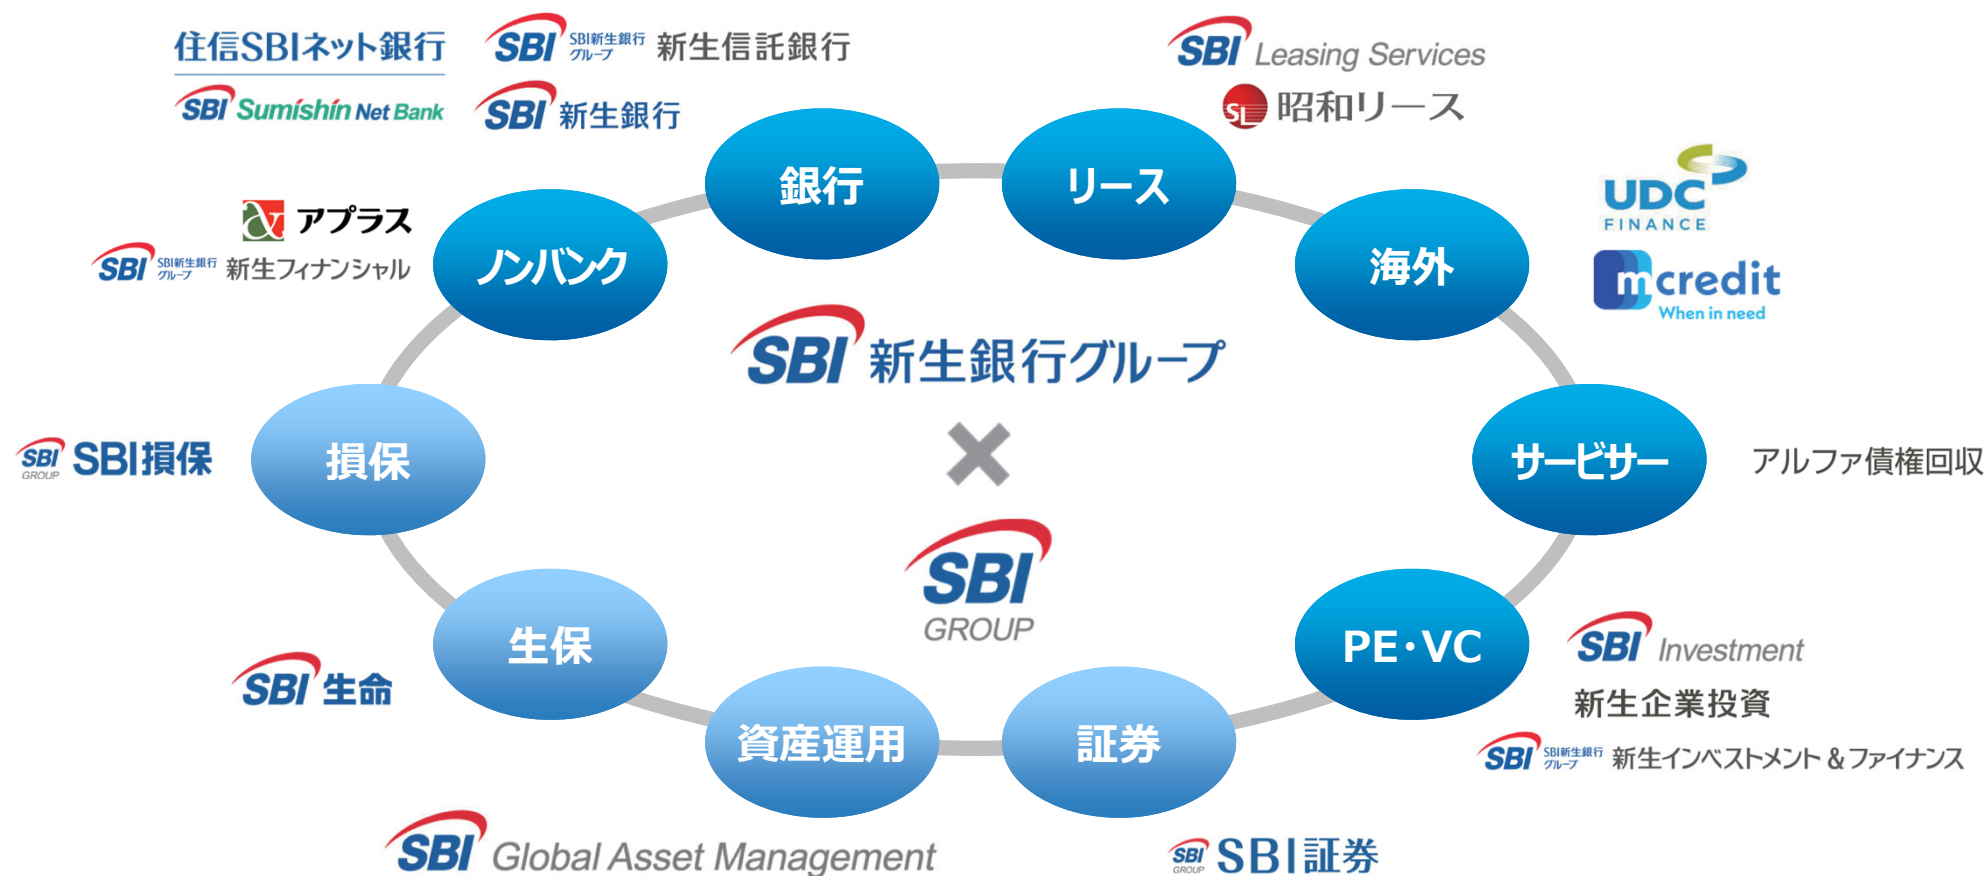 住信SBIネット銀行
SBI Sumishin Net Bank
SBI SBI新生銀行グループ 新生信託銀行
SBI 新生銀行
SBI Leasing Services
SL 昭和リース
銀行
リース
アプラス
SBI SBI新生銀行グループ 新生フィナンシャル
ノンバンク
海外
UDC
FINANCE
mcredit
When in need
SBI 新生銀行グループ
SBI GROUP SBI損保
損保
サービサー
アルファ債権回収
SBI
GROUP
生保
SBI 生命
PE・VC
SBI Investment
新生企業投資
SBI SBI新生銀行グループ 新生インベストメント&ファイナンス
資産運用
証券
SBI Global Asset Management
SBI GROUP SBI証券